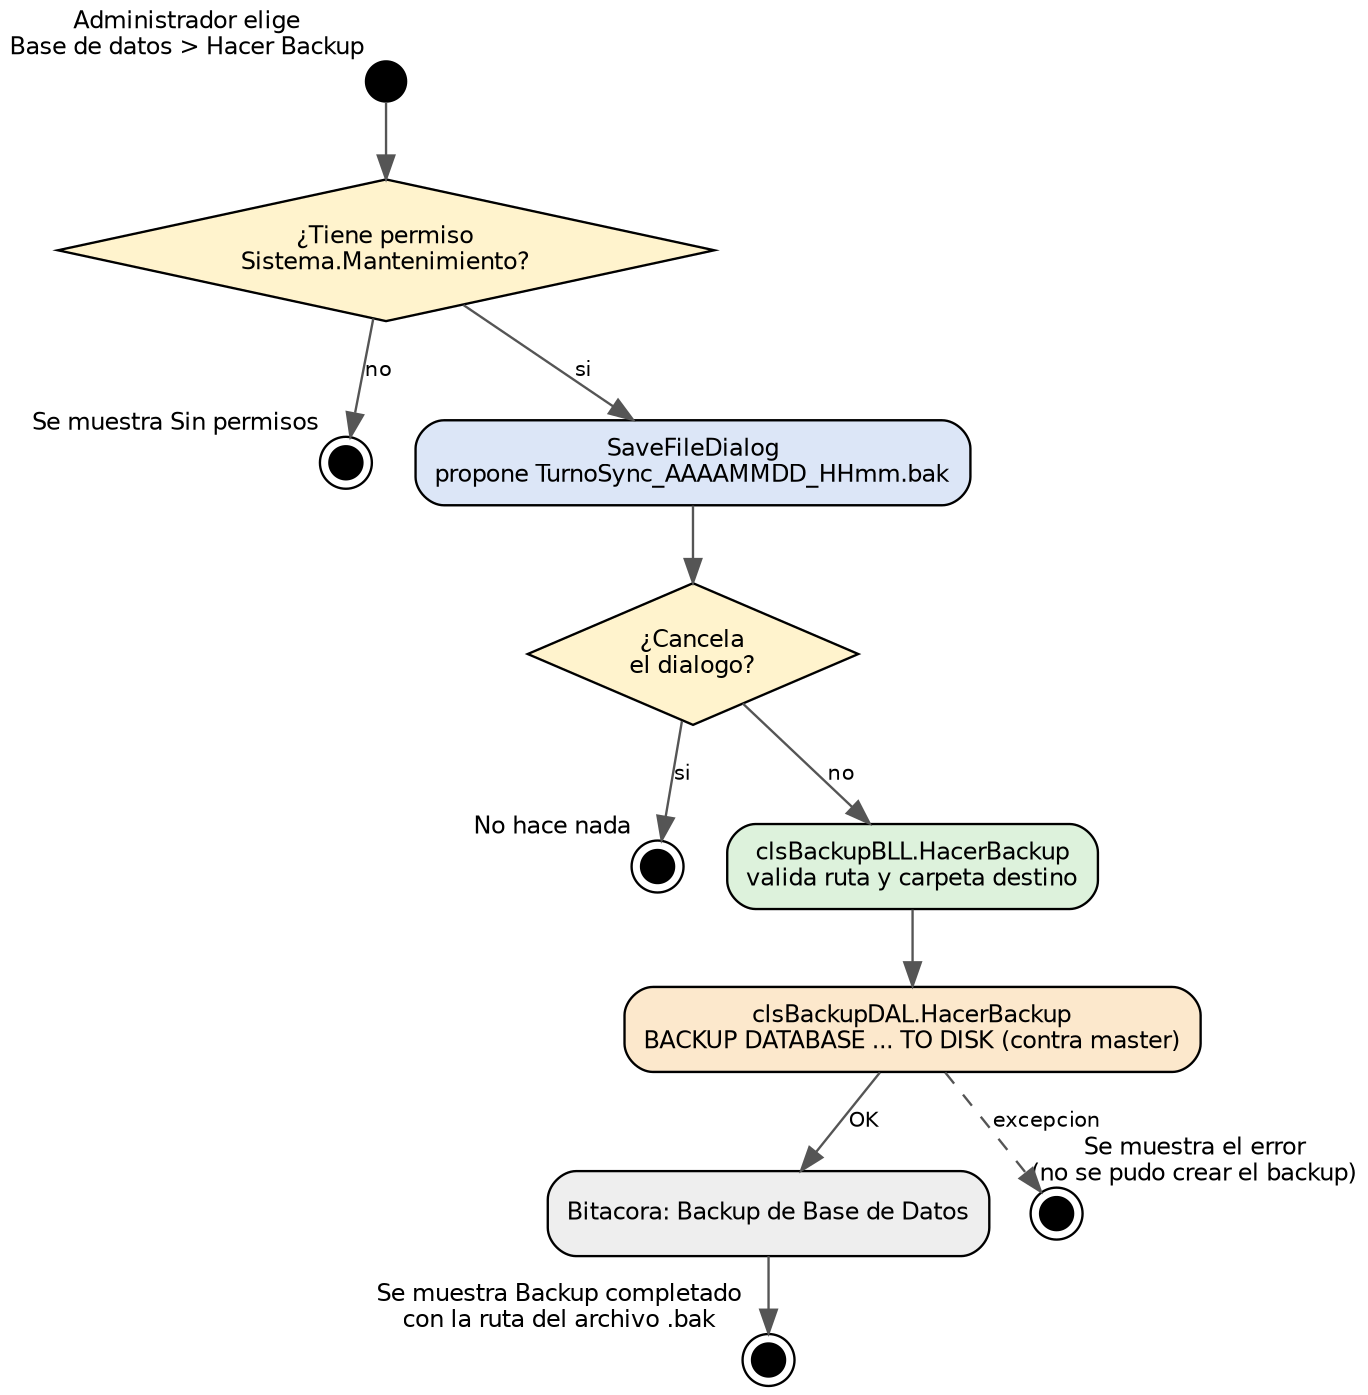 Administrador elige
Base de datos > Hacer Backup
¿Tiene permiso
Sistema.Mantenimiento?
no
si
Se muestra Sin permisos
SaveFileDialog
propone TurnoSync_AAAAMMDD_HHmm.bak
¿Cancela
el dialogo?
si
no
No hace nada
clsBackupBLL.HacerBackup
valida ruta y carpeta destino
clsBackupDAL.HacerBackup
BACKUP DATABASE ... TO DISK (contra master)
OK
excepcion
Se muestra el error
(no se pudo crear el backup)
Bitacora: Backup de Base de Datos
Se muestra Backup completado
con la ruta del archivo .bak